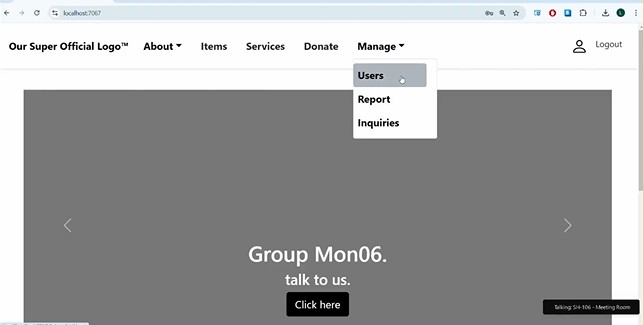 localhost:7067
Our Super Official Logo™ About Items Services Donate Manage Logout
Users
Report
Inquiries
Group Mon06.
talk to us.
Click here
Talking: SH-106 - Meeting Room